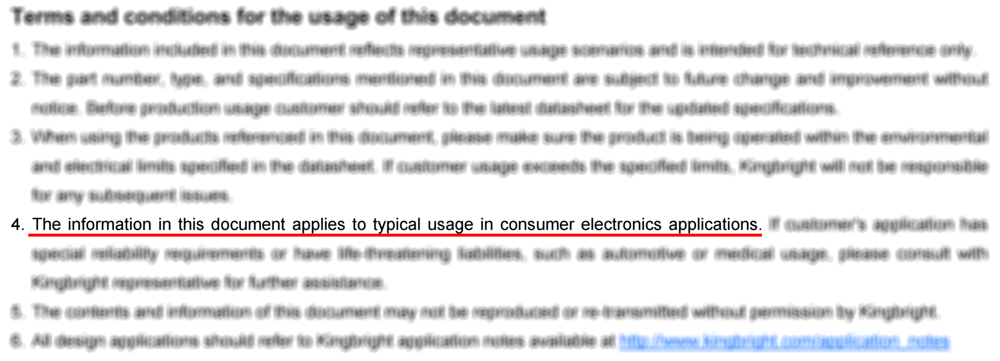 Terms and conditions for the usage of this document
1. The information included in this document reflects representative usage scenarios and is intended for technical reference only.
2. The part number, type, and specifications mentioned in this document are subject to future change and improvement without
notice. Before production usage customer should refer to the latest datasheet for the updated specifications.
3. When using the products referenced in this document, please make sure the product is being operated within the environmental
and electrical limits specified in the datasheet. If customer usage exceeds the specified limits, Kingbright will not be responsible
for any subsequent issues.
4. The information in this document applies to typical usage in consumer electronics applications. If customer's application has
special reliability requirements or have life-threatening liabilities, such as automotive or medical usage, please consult with
Kingbright representative for further assistance.
5. The contents and information of this document may not be reproduced or re-transmitted without permission by Kingbright.
6. All design applications should refer to Kingbright application notes available at http://www.kingbright.com/application_notes